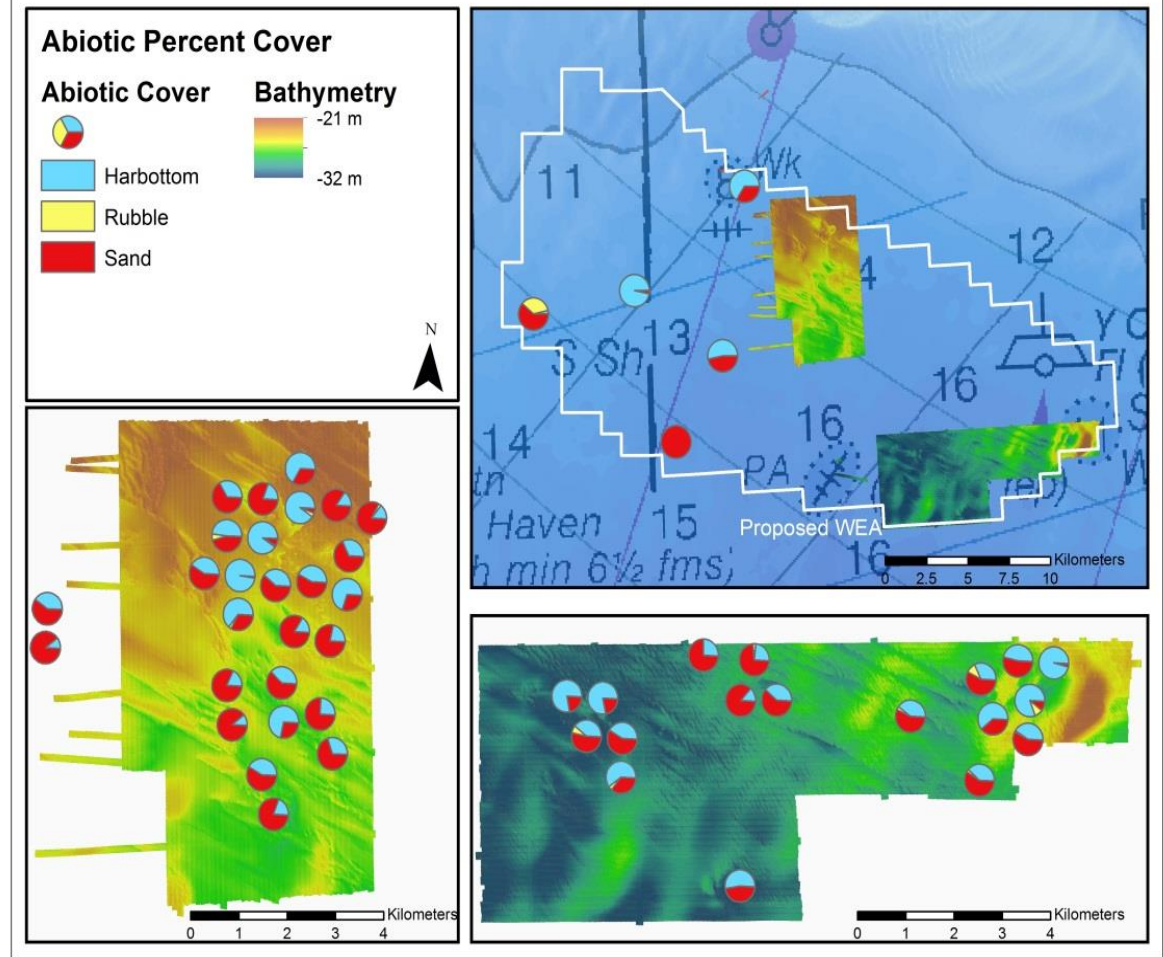 Abiotic Percent Cover
Abiotic Cover
Bathymetry
-21 m
-32 m
Harbottom
Rubble
Sand
N
11
8
Wk
4
12
S Sh
13
16
16
14
PA
ep)
Haven
15
h min 6½ fms;
Proposed WEA
16
Kilometers
0 2.5 5 7.5 10
Kilometers
0 1 2 3 4
Kilometers
0 1 2 3 4